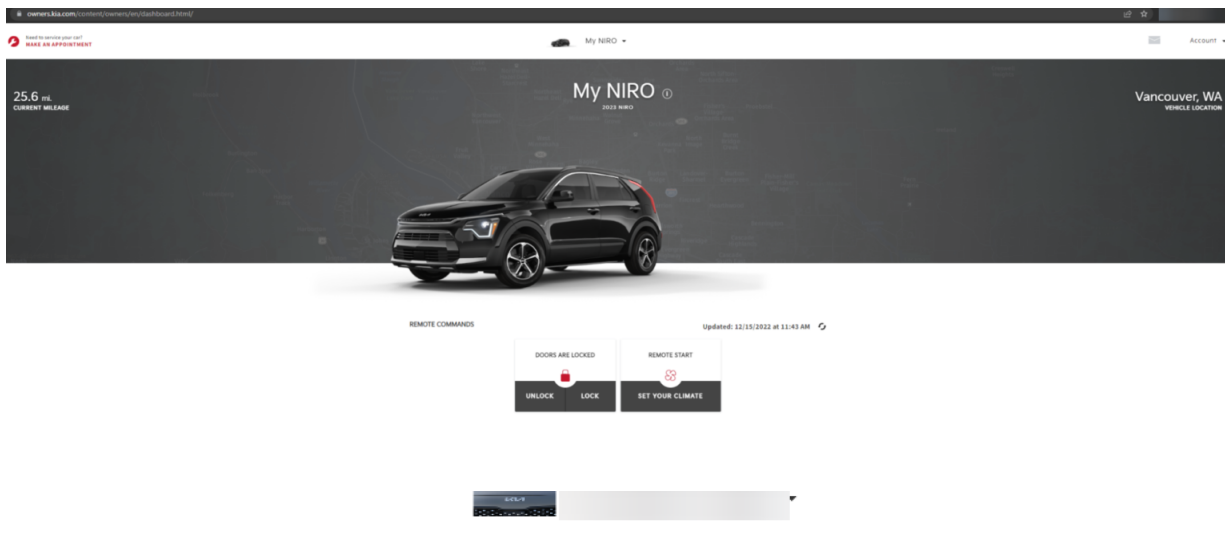 owners.kia.com/content/owners/en/dashboard.html/
Need to service your car?
MAKE AN APPOINTMENT
My NIRO
Account
25.6 mi.
CURRENT MILEAGE
My NIRO
2023 NIRO
Vancouver, WA
VEHICLE LOCATION
REMOTE COMMANDS
Updated: 12/15/2022 at 11:43 AM
DOORS ARE LOCKED
REMOTE START
UNLOCK
LOCK
SET YOUR CLIMATE